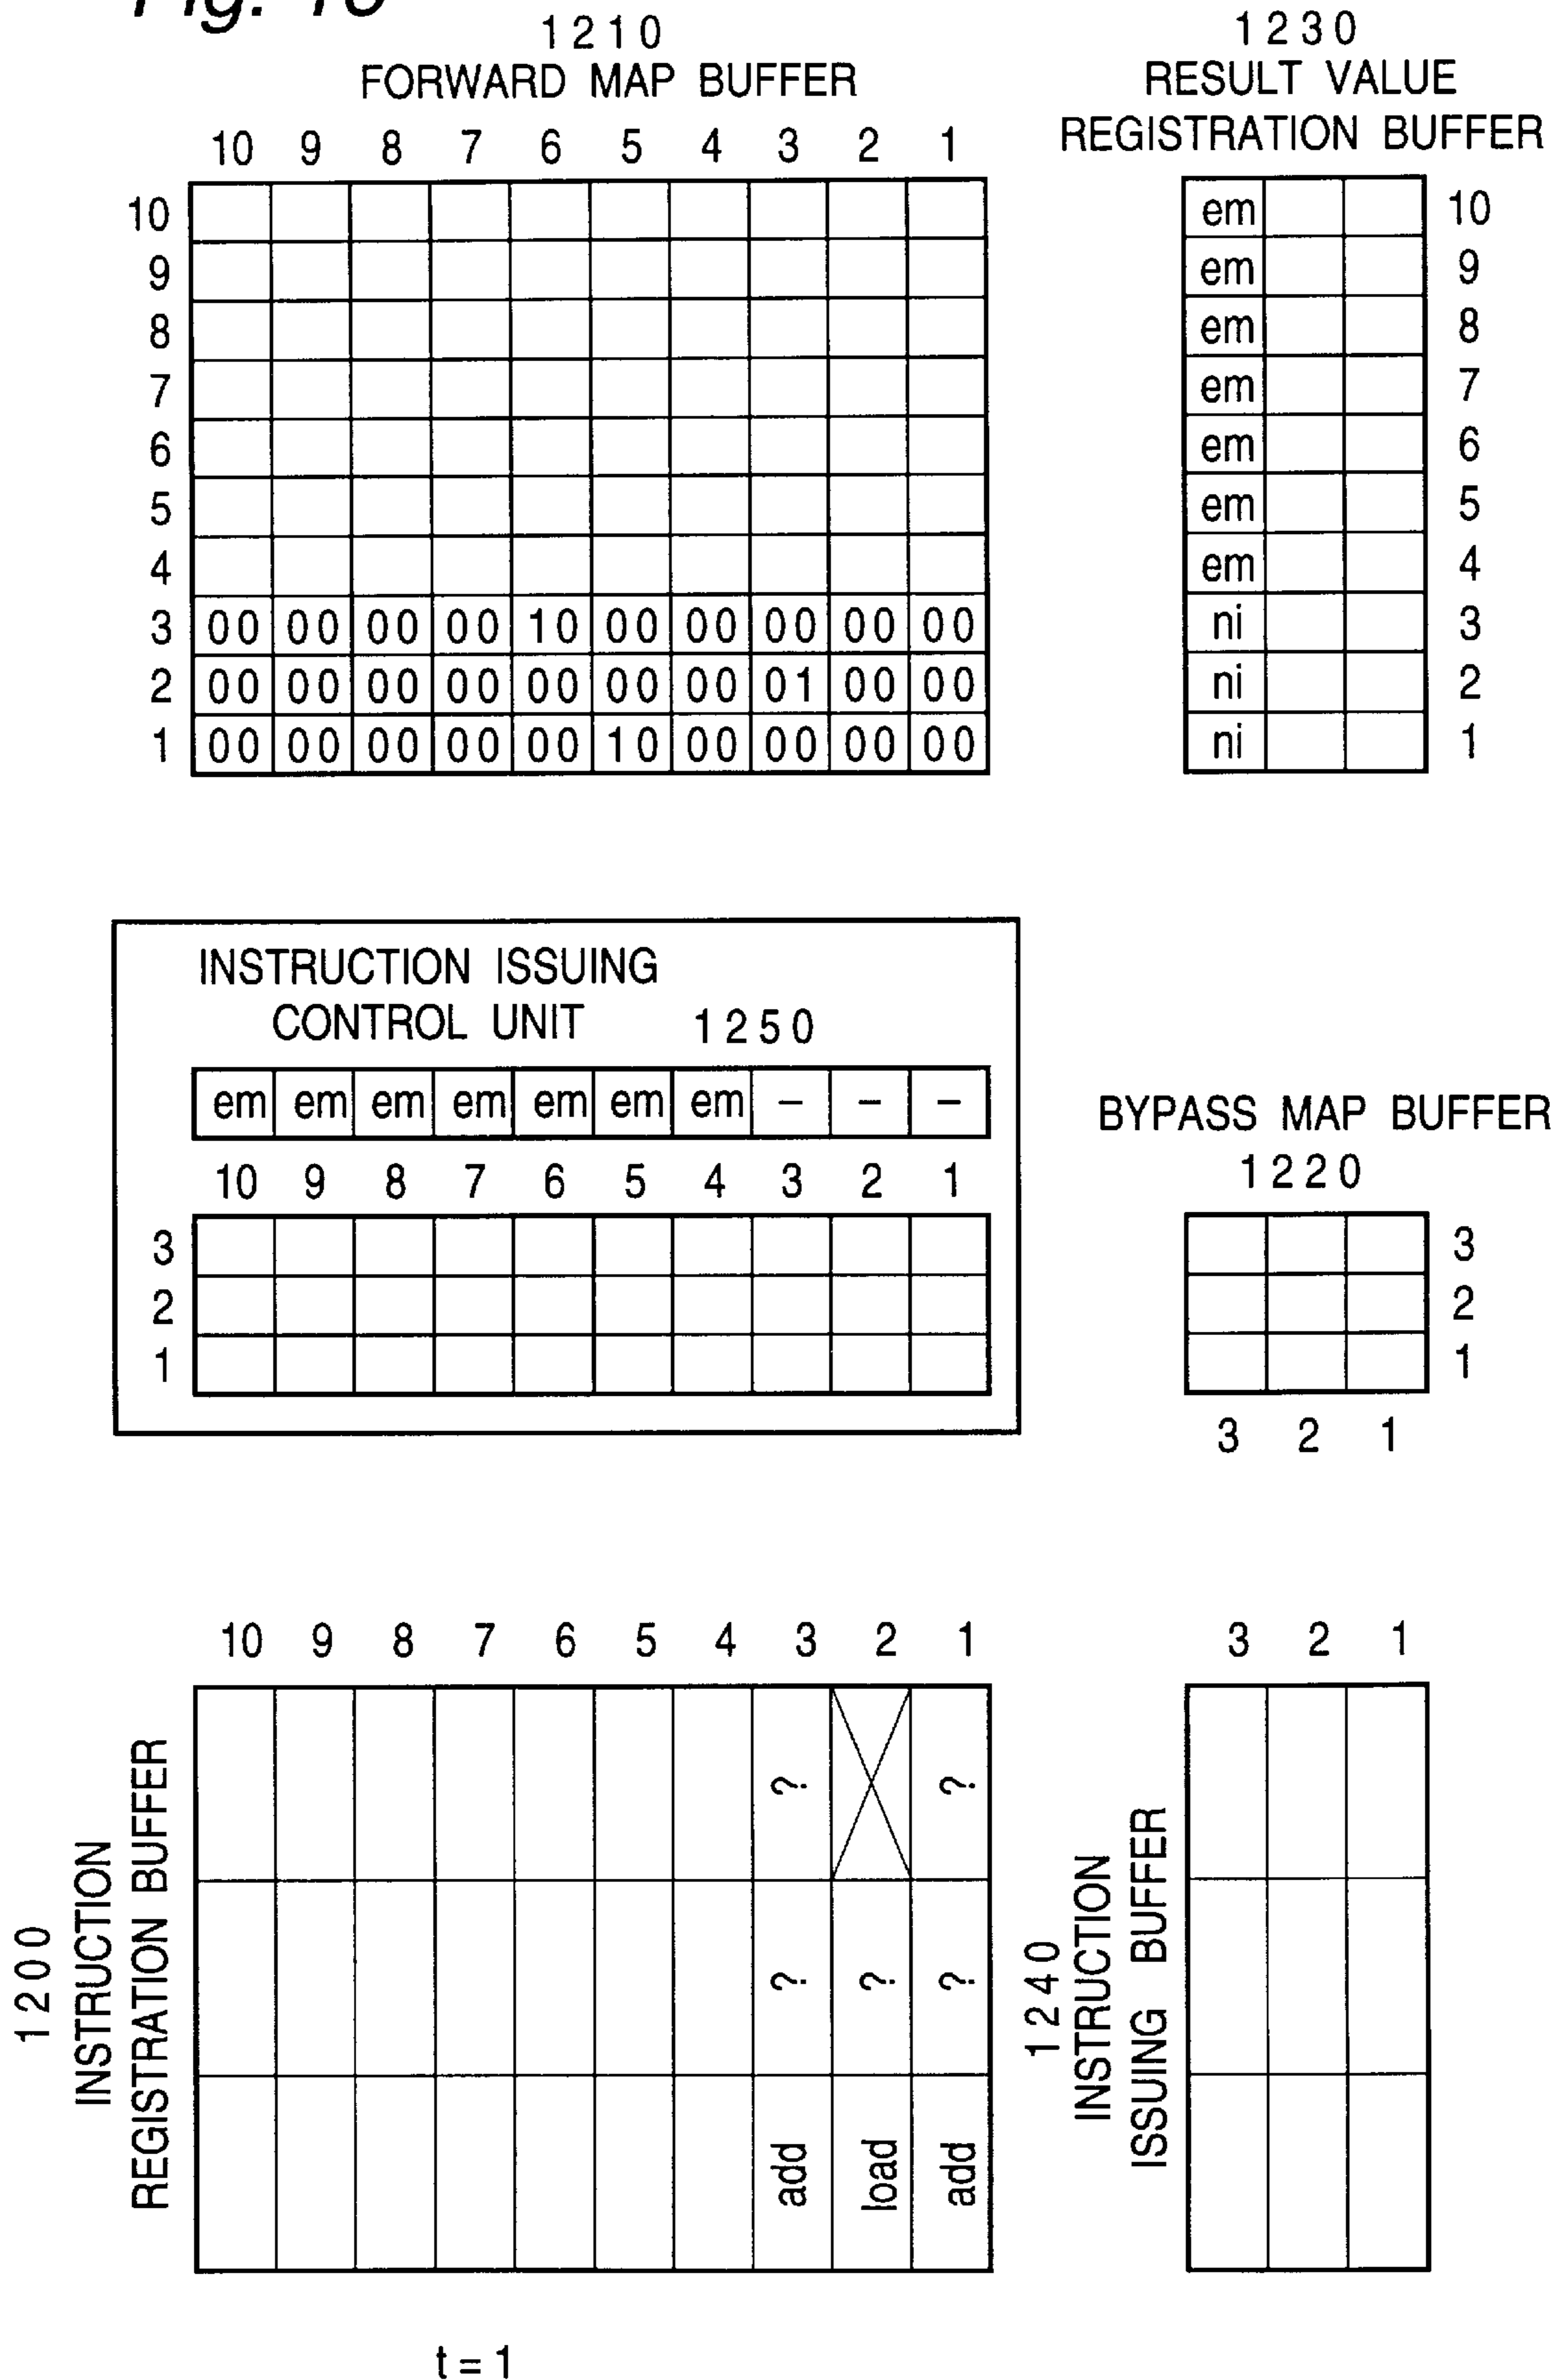 1210
FORWARD MAP BUFFER
10 9 8 7 6 5 4 3 2 1
10
9
8
7
6
5
4
3 00 00 00 00 10 00 00 00 00 00
2 00 00 00 00 00 00 00 01 00 00
1 00 00 00 00 00 10 00 00 00 00
1230
RESULT VALUE
REGISTRATION BUFFER
em 10
em 9
em 8
em 7
em 6
em 5
em 4
ni 3
ni 2
ni 1
INSTRUCTION ISSUING
CONTROL UNIT 1250
em em em em em em em – – –
10 9 8 7 6 5 4 3 2 1
3
2
1
BYPASS MAP BUFFER
1220
3
2
1
3 2 1
1200
INSTRUCTION
REGISTRATION BUFFER
10 9 8 7 6 5 4 3 2 1
? ?
? ? ?
add load add
1240
INSTRUCTION
ISSUING BUFFER
3 2 1
t = 1